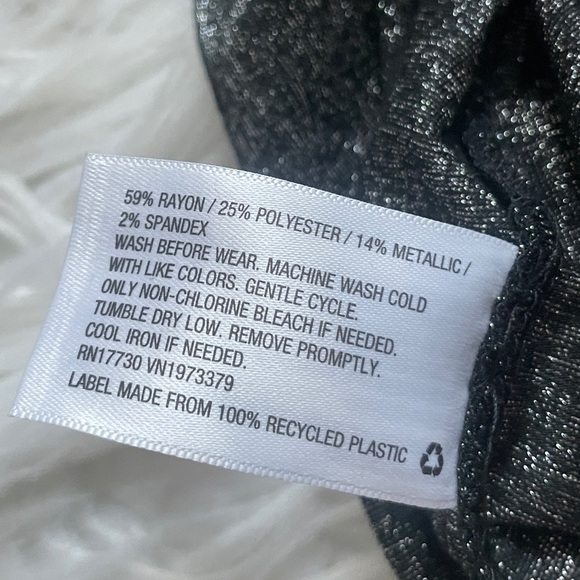 59% RAYON / 25% POLYESTER / 14% METALLIC /
2% SPANDEX
WASH BEFORE WEAR. MACHINE WASH COLD
WITH LIKE COLORS. GENTLE CYCLE.
ONLY NON-CHLORINE BLEACH IF NEEDED.
TUMBLE DRY LOW. REMOVE PROMPTLY.
COOL IRON IF NEEDED.
RN17730 VN1973379
LABEL MADE FROM 100% RECYCLED PLASTIC